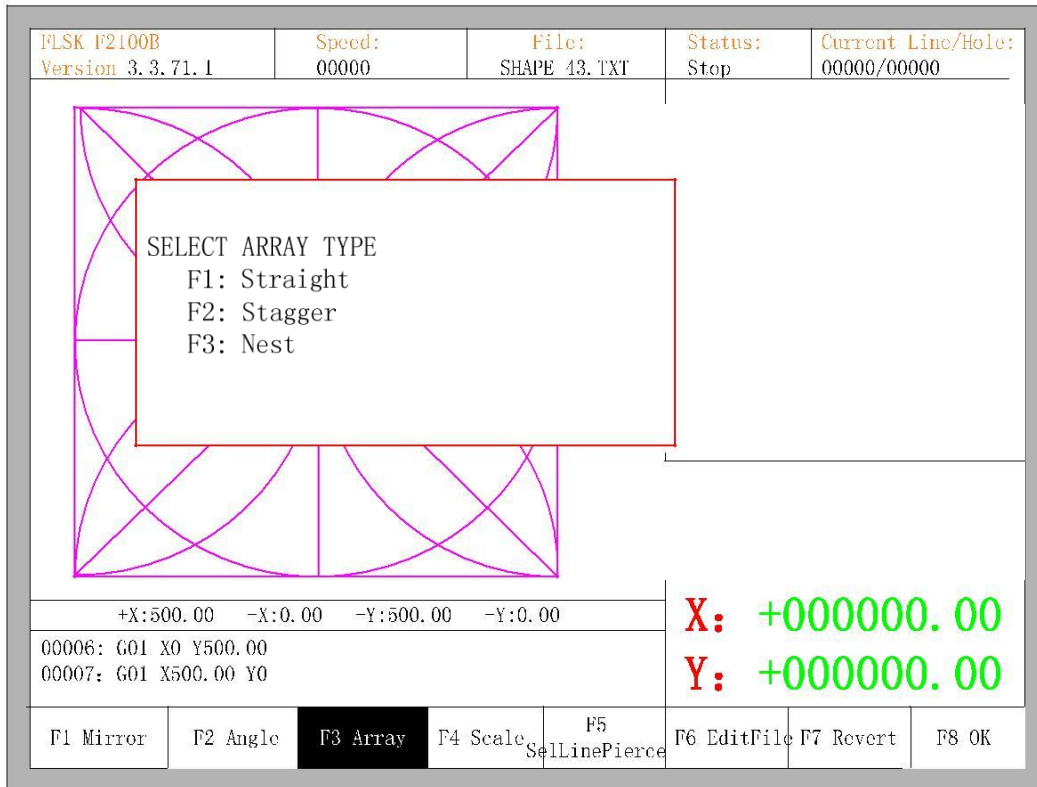 FLSK F2100B
Version 3.3.71.1
Speed:
00000
File:
SHAPE 43.TXT
Status:
Stop
Current Line/Hole:
00000/00000
SELECT ARRAY TYPE
F1: Straight
F2: Stagger
F3: Nest
+X:500.00 -X:0.00 -Y:500.00 -Y:0.00
00006: G01 X0 Y500.00
00007: G01 X500.00 Y0
X: +000000.00
Y: +000000.00
F1 Mirror
F2 Angle
F3 Array
F4 Scale
F5
SelLinePierce
F6 EditFile
F7 Revert
F8 OK